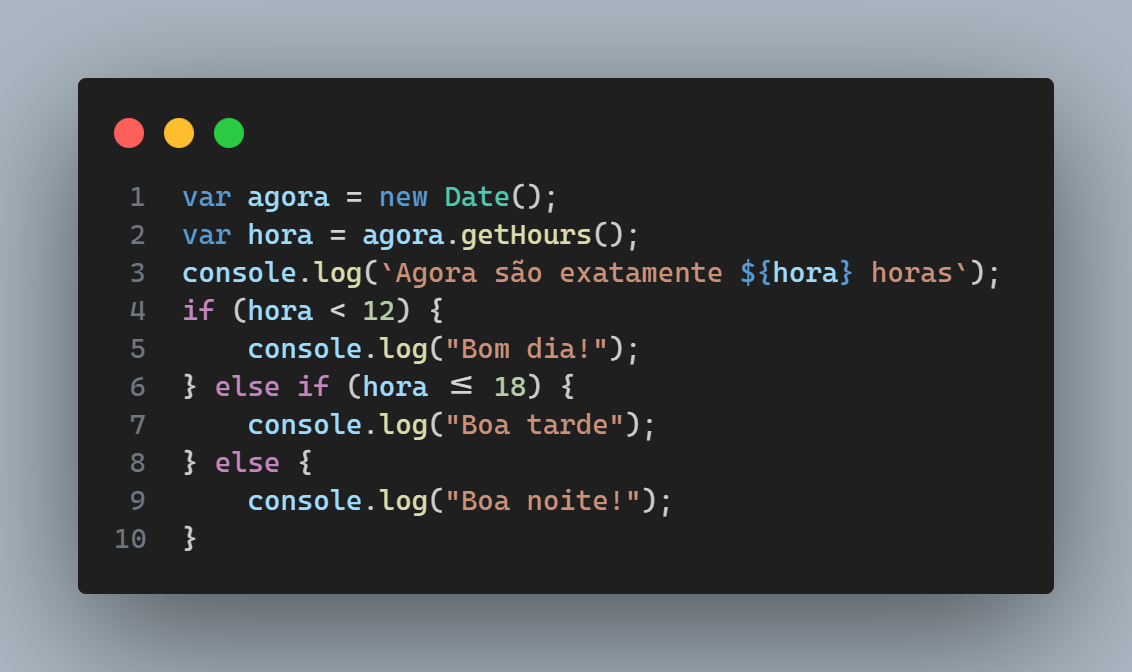 1 var agora = new Date();
2 var hora = agora.getHours();
3 console.log(`Agora são exatamente ${hora} horas`);
4 if (hora < 12) {
5     console.log("Bom dia!");
6 } else if (hora ≤ 18) {
7     console.log("Boa tarde");
8 } else {
9     console.log("Boa noite!");
10 }